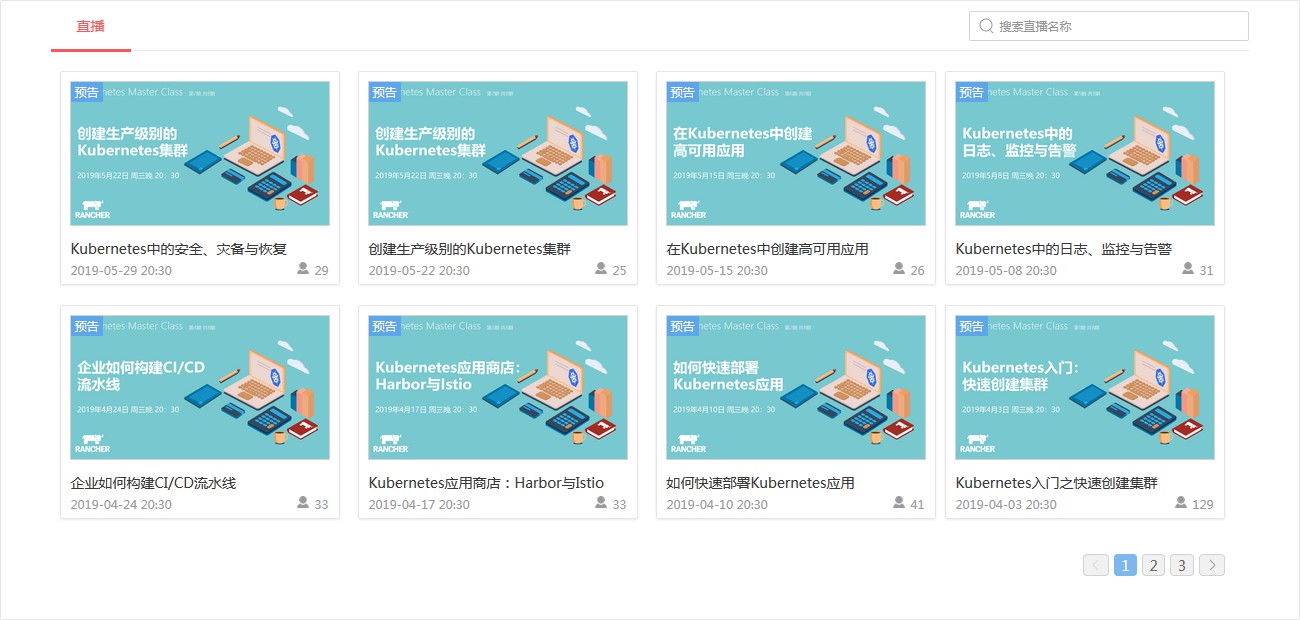 直播
搜索直播名称
预告
netes Master Class
创建生产级别的
Kubernetes集群
2019年5月22日 周三晚 20：30
RANCHER
Kubernetes中的安全、灾备与恢复
2019-05-29 20:30
29
预告
netes Master Class
创建生产级别的
Kubernetes集群
2019年5月22日 周三晚 20：30
RANCHER
创建生产级别的Kubernetes集群
2019-05-22 20:30
25
预告
netes Master Class
在Kubernetes中创建
高可用应用
2019年5月15日 周三晚 20：30
RANCHER
在Kubernetes中创建高可用应用
2019-05-15 20:30
26
预告
netes Master Class
Kubernetes中的
日志、监控与告警
2019年5月8日 周三晚 20：30
RANCHER
Kubernetes中的日志、监控与告警
2019-05-08 20:30
31
预告
netes Master Class
企业如何构建CI/CD
流水线
2019年4月24日 周三晚 20：30
RANCHER
企业如何构建CI/CD流水线
2019-04-24 20:30
33
预告
netes Master Class
Kubernetes应用商店：
Harbor与Istio
2019年4月17日 周三晚 20：30
RANCHER
Kubernetes应用商店：Harbor与Istio
2019-04-17 20:30
33
预告
netes Master Class
如何快速部署
Kubernetes应用
2019年4月10日 周三晚 20：30
RANCHER
如何快速部署Kubernetes应用
2019-04-10 20:30
41
预告
netes Master Class
Kubernetes入门：
快速创建集群
2019年4月3日 周三晚 20：30
RANCHER
Kubernetes入门之快速创建集群
2019-04-03 20:30
129
1 2 3